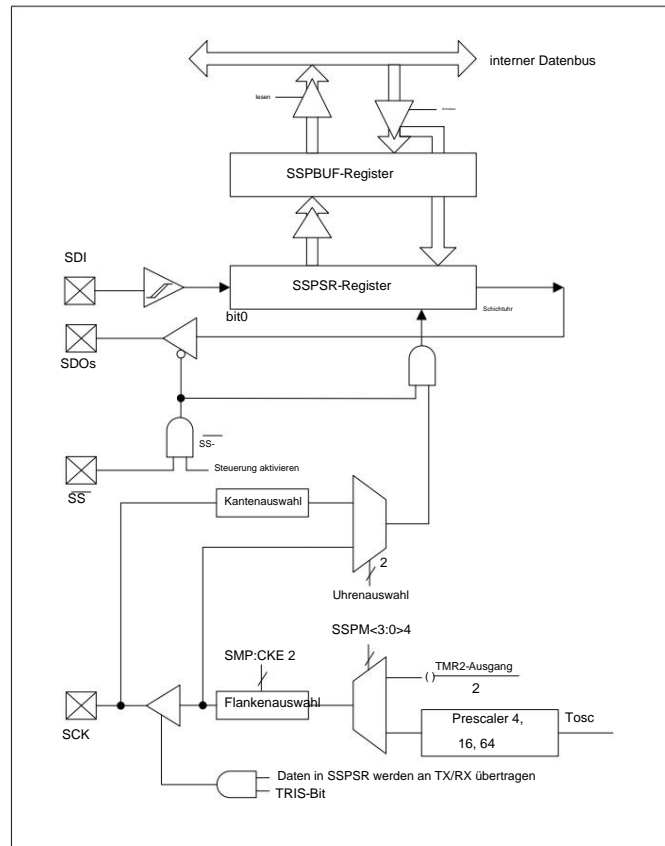 interner Datenbus
lesen
SSPBUF-Register
SDI
SSPSR-Register
bit0
Schichtuhr
SDOs
SS-
Steuerung aktivieren
SS
Kantenauswahl
2
Uhrenauswahl
SSPM<3:0>4
SMP:CKE 2
TMR2-Ausgang
( )
2
Flankenauswahl
Prescaler 4,
16, 64
Tosc
SCK
Daten in SSPSR werden an TX/RX übertragen
TRIS-Bit